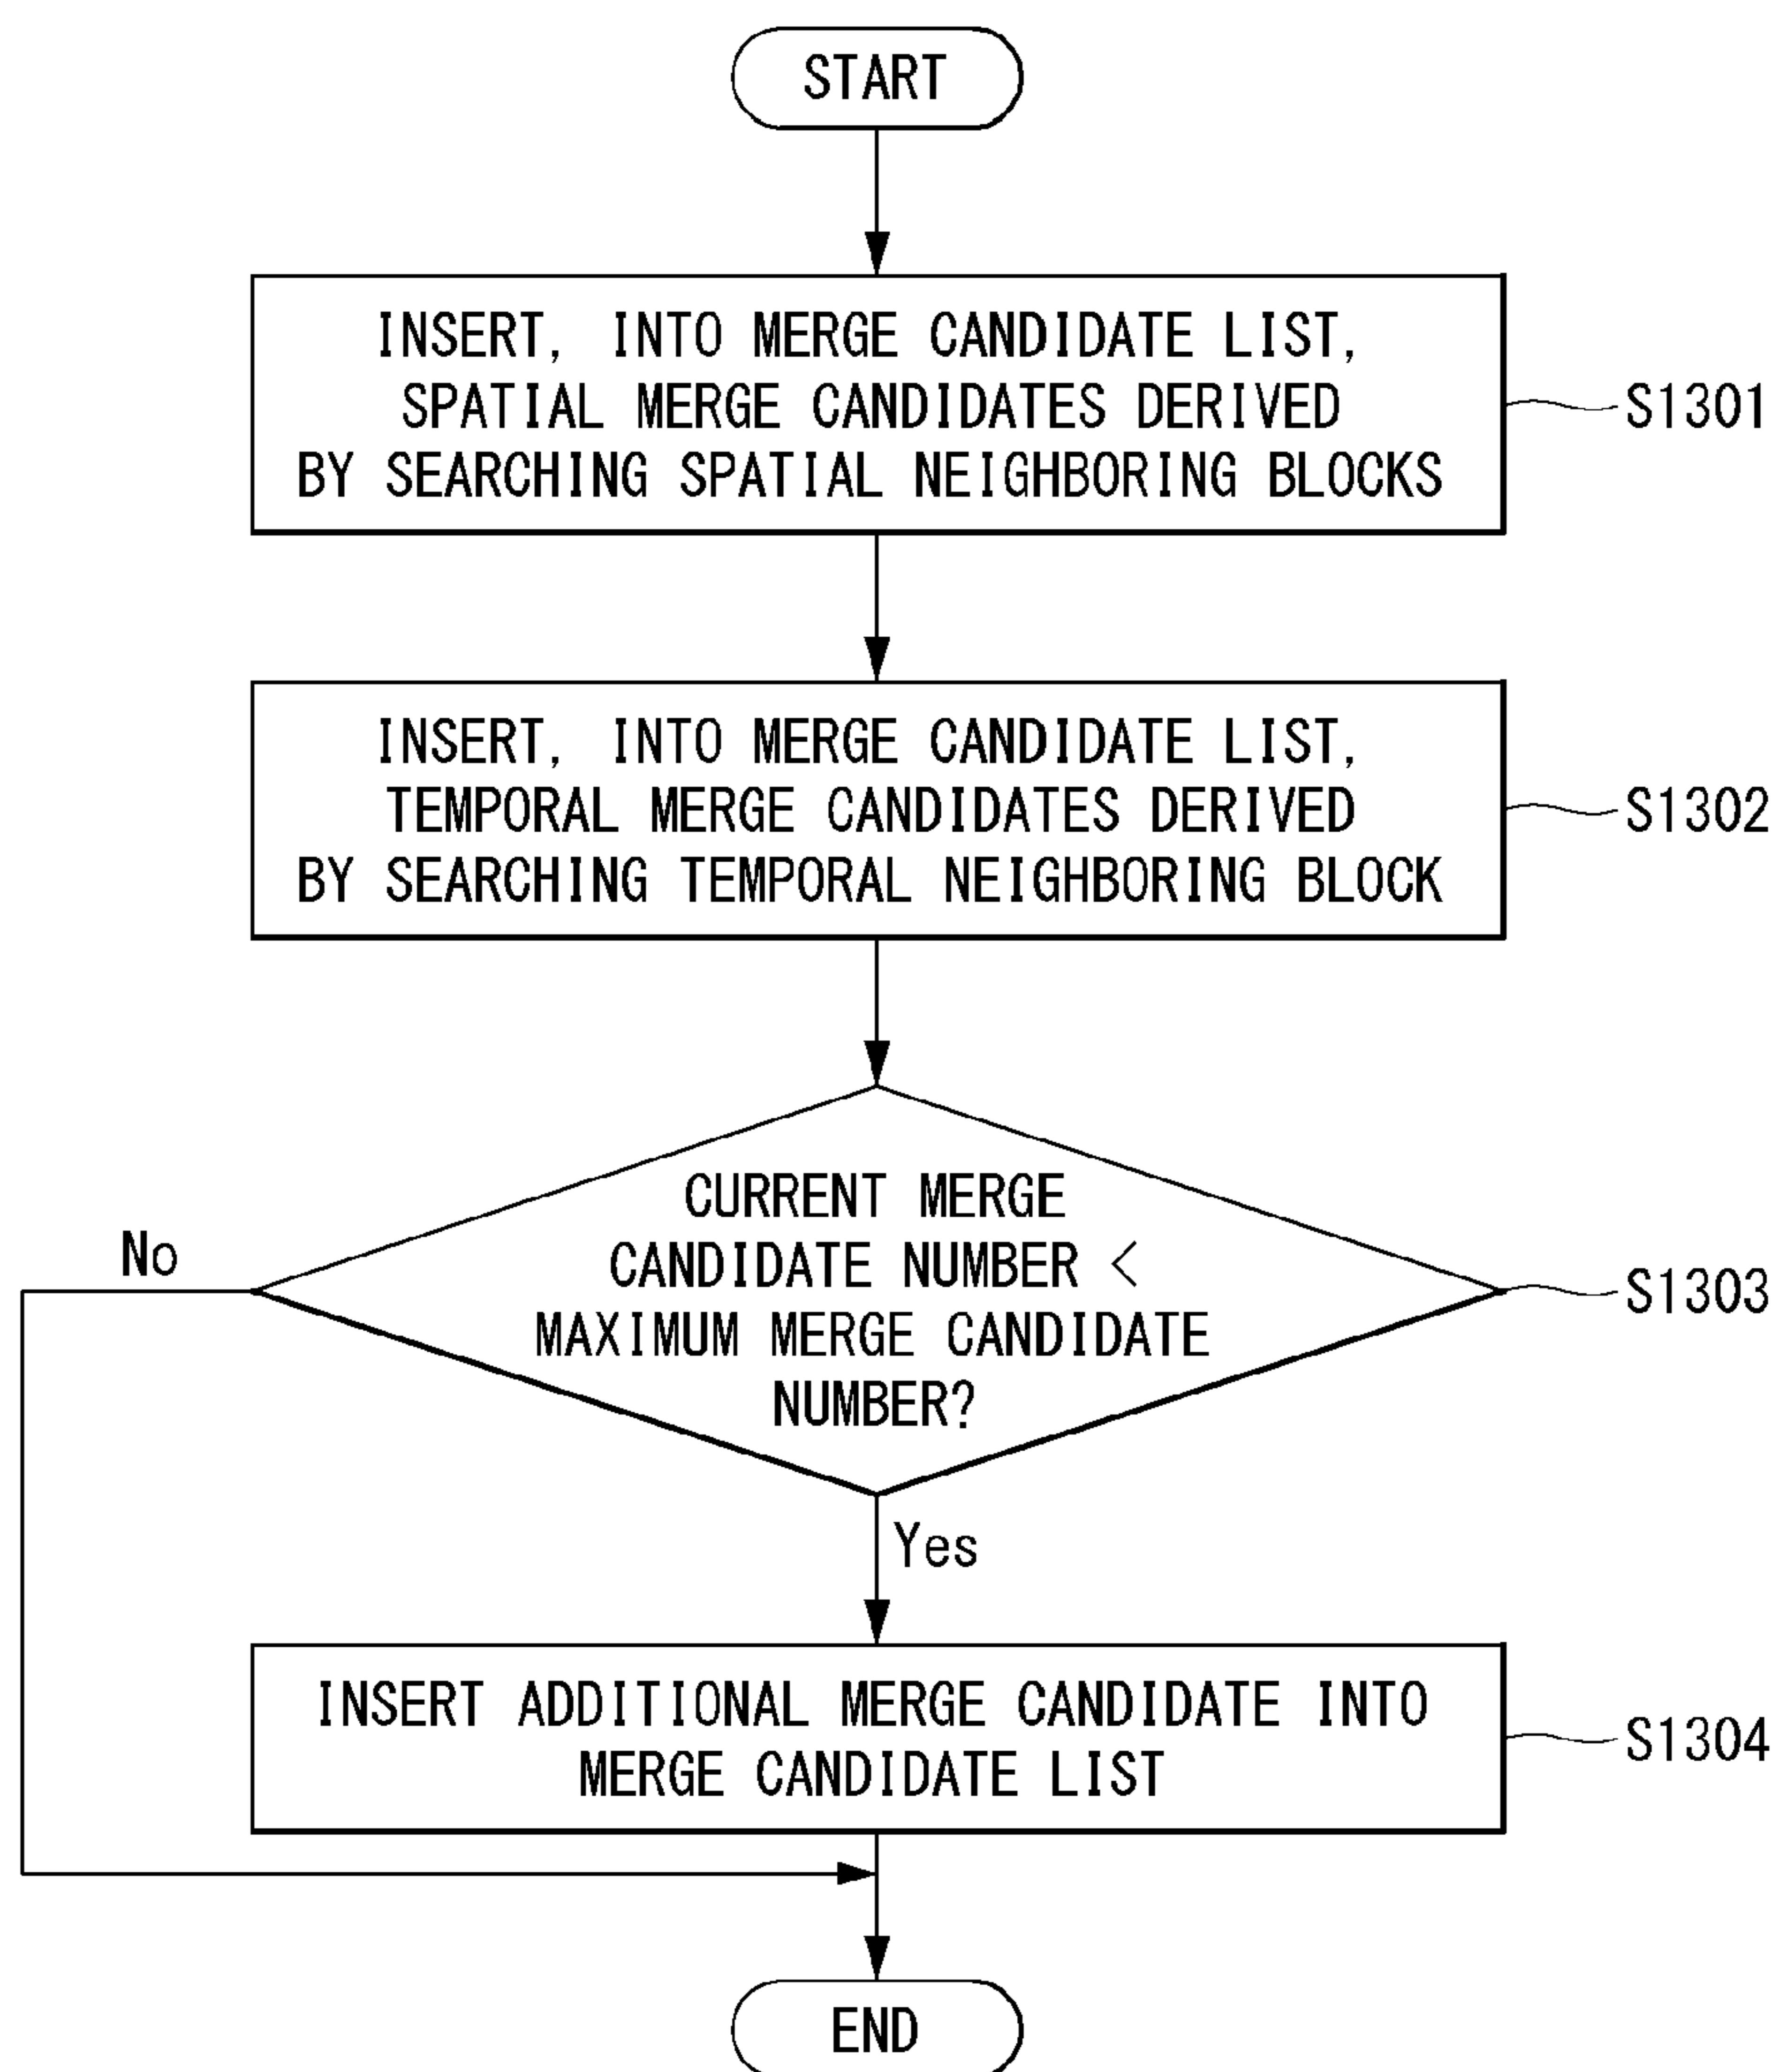 START
INSERT, INTO MERGE CANDIDATE LIST,
SPATIAL MERGE CANDIDATES DERIVED
BY SEARCHING SPATIAL NEIGHBORING BLOCKS
S1301
INSERT, INTO MERGE CANDIDATE LIST,
TEMPORAL MERGE CANDIDATES DERIVED
BY SEARCHING TEMPORAL NEIGHBORING BLOCK
S1302
CURRENT MERGE
CANDIDATE NUMBER <
MAXIMUM MERGE CANDIDATE
NUMBER?
S1303
No
Yes
INSERT ADDITIONAL MERGE CANDIDATE INTO
MERGE CANDIDATE LIST
S1304
END